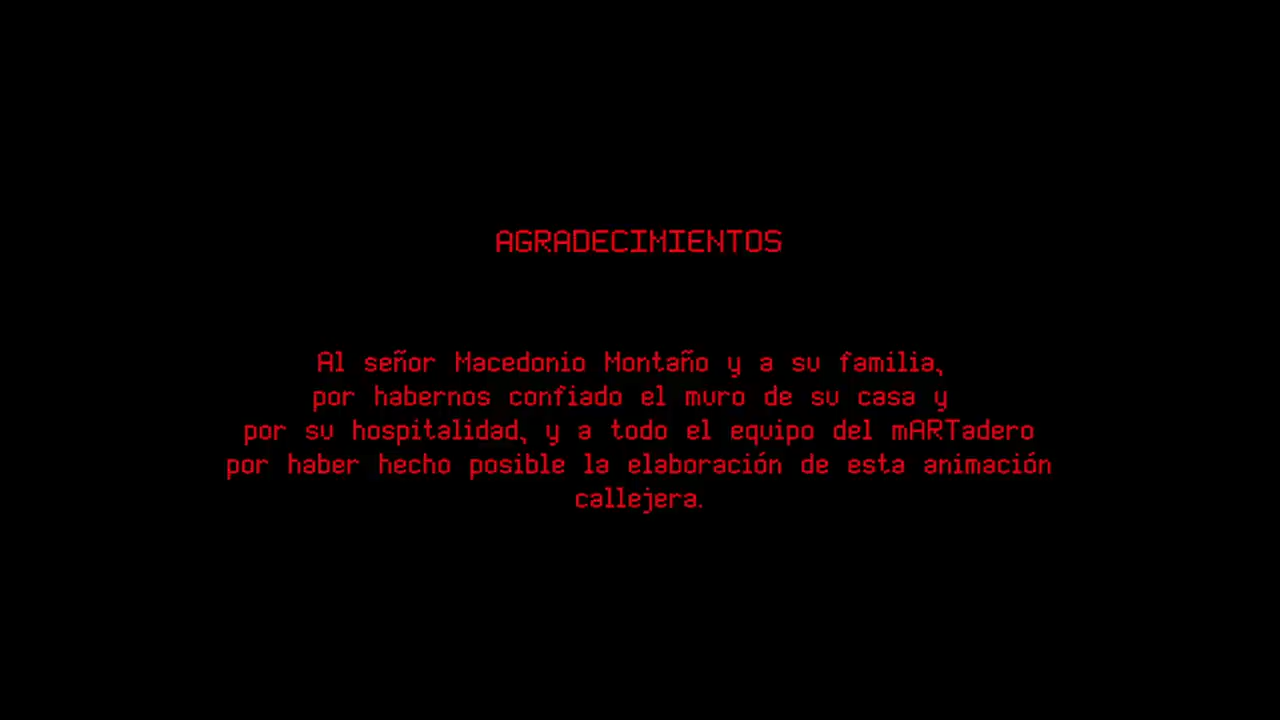 AGRADECIMIENTOS
Al señor Macedonio Montaño y a su familia,
por habernos confiado el muro de su casa y
por su hospitalidad, y a todo el equipo del mARTadero
por haber hecho posible la elaboración de esta animación
callejera.